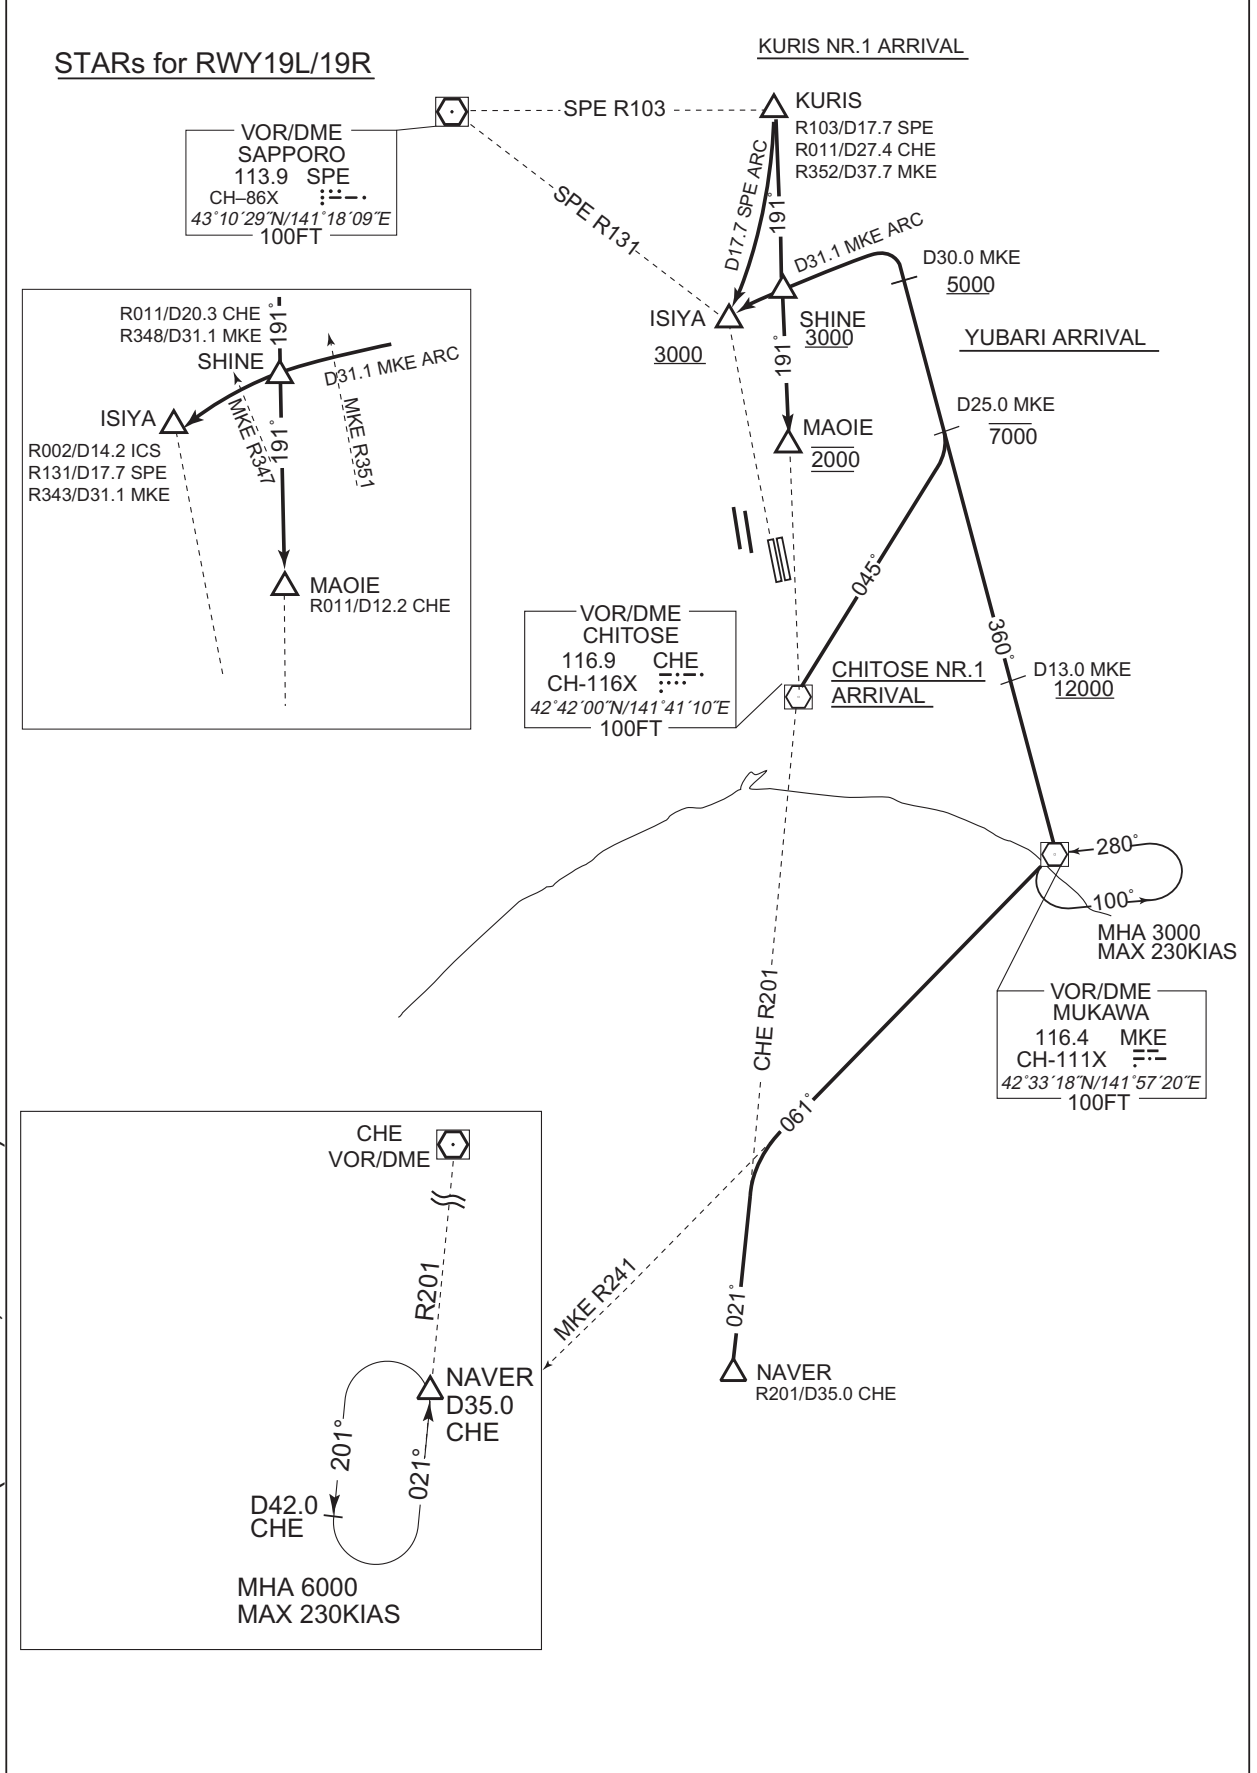 STARs for RWY19L/19R
KURIS NR.1 ARRIVAL
SPE R103
KURIS
R103/D17.7 SPE
R011/D27.4 CHE
R352/D37.7 MKE
VOR/DME
SAPPORO
113.9 SPE
CH–86X
43°10´29˝N/141°18´09˝E
100FT
SPE R131
D17.7 SPE ARC
191°
D31.1 MKE ARC
D30.0 MKE
5000
ISIYA
3000
SHINE
3000
191°
YUBARI ARRIVAL
D25.0 MKE
7000
MAOIE
2000
R011/D20.3 CHE
R348/D31.1 MKE
SHINE
191°
D31.1 MKE ARC
ISIYA
R002/D14.2 ICS
R131/D17.7 SPE
R343/D31.1 MKE
MKE R347
191°
MKE R351
MAOIE
R011/D12.2 CHE
045°
360°
VOR/DME
CHITOSE
116.9 CHE
CH-116X
42°42´00˝N/141°41´10˝E
100FT
CHITOSE NR.1
ARRIVAL
D13.0 MKE
12000
280°
100°
MHA 3000
MAX 230KIAS
VOR/DME
MUKAWA
116.4 MKE
CH-111X
42°33´18˝N/141°57´20˝E
100FT
CHE R201
061°
MKE R241
021°
NAVER
R201/D35.0 CHE
CHE
VOR/DME
R201
NAVER
D35.0
CHE
201°
021°
D42.0
CHE
MHA 6000
MAX 230KIAS